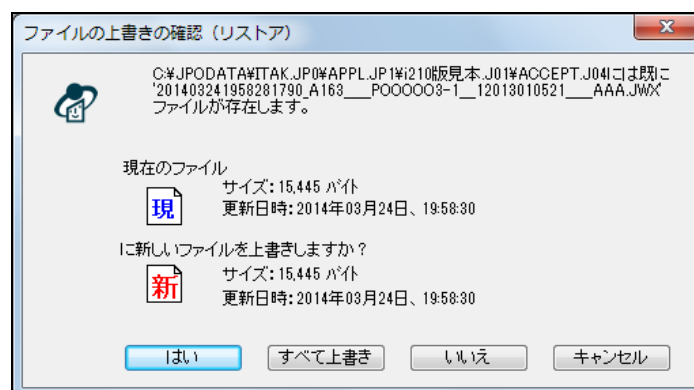 ファイルの上書きの確認（リストア）
C:¥JPODATA¥ITAK.JP0¥APPL.JP1¥i210版見本.J01¥ACCEPT.J04には既に
'201403241958281790_A163___POOOOO3-1__12013010521___AAA.JWX'
ファイルが存在します。
現在のファイル
現
サイズ：15,445 バイト
更新日時：2014年03月24日、19:58:30
に新しいファイルを上書きしますか？
新
サイズ：15,445 バイト
更新日時：2014年03月24日、19:58:30
はい すべて上書き いいえ キャンセル